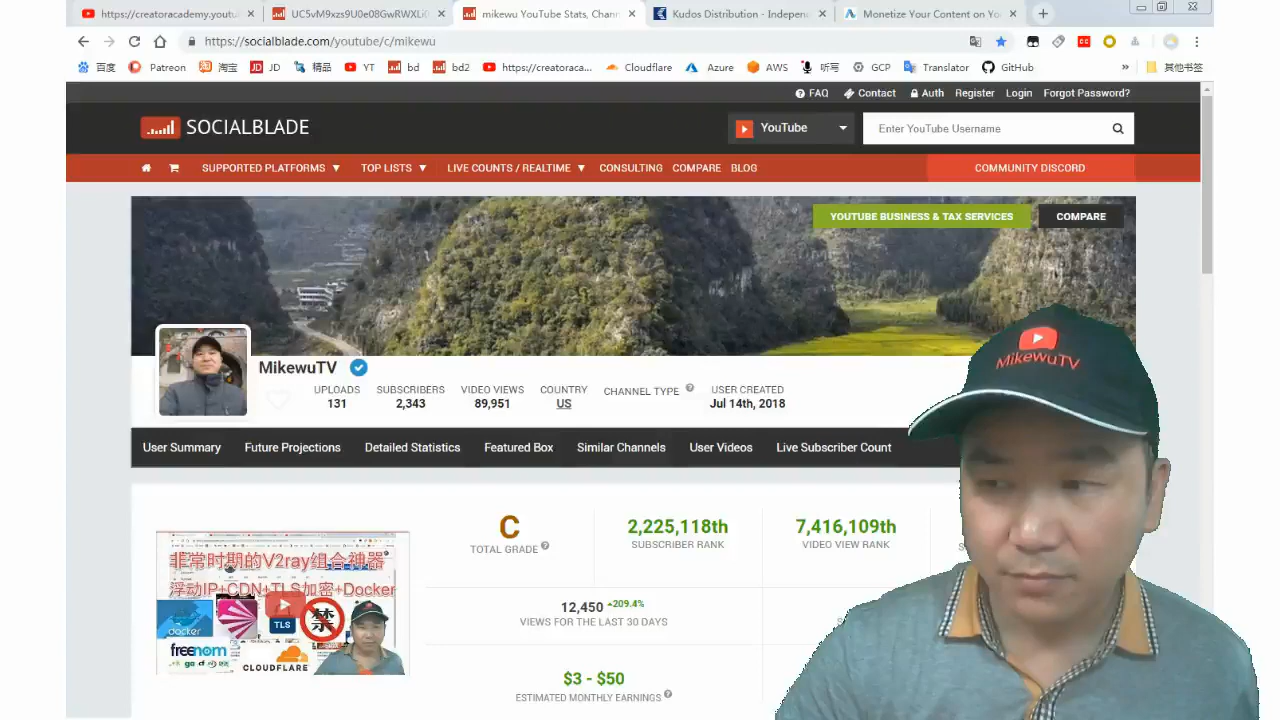 https://creatoracademy.yout
UC5vM9xzs9U0e08GwRWXLi
mikewu YouTube Stats, Chann
Kudos Distribution - Indepen
Monetize Your Content on Yo
https://socialblade.com/youtube/c/mikewu
百度
Patreon
淘宝
JD
精品
YT
bd
bd2
https://creatoraca...
Cloudflare
Azure
AWS
听写
GCP
Translator
GitHub
»
其他书签
FAQ
Contact
Auth
Register
Login
Forgot Password?
SOCIALBLADE
YouTube
Enter YouTube Username
SUPPORTED PLATFORMS
TOP LISTS
LIVE COUNTS / REALTIME
CONSULTING
COMPARE
BLOG
COMMUNITY DISCORD
YOUTUBE BUSINESS & TAX SERVICES
COMPARE
MikewuTV
UPLOADS
131
SUBSCRIBERS
2,343
VIDEO VIEWS
89,951
COUNTRY
US
CHANNEL TYPE
USER CREATED
Jul 14th, 2018
MikeWuTV
User Summary
Future Projections
Detailed Statistics
Featured Box
Similar Channels
User Videos
Live Subscriber Count
C
TOTAL GRADE
2,225,118th
SUBSCRIBER RANK
7,416,109th
VIDEO VIEW RANK
12,450 209.4%
VIEWS FOR THE LAST 30 DAYS
$3 - $50
ESTIMATED MONTHLY EARNINGS
非常时期的V2ray组合神器
浮动IP+CDN+TLS加密+Docker
docker
TLS
禁
freenom
CLOUDFLARE